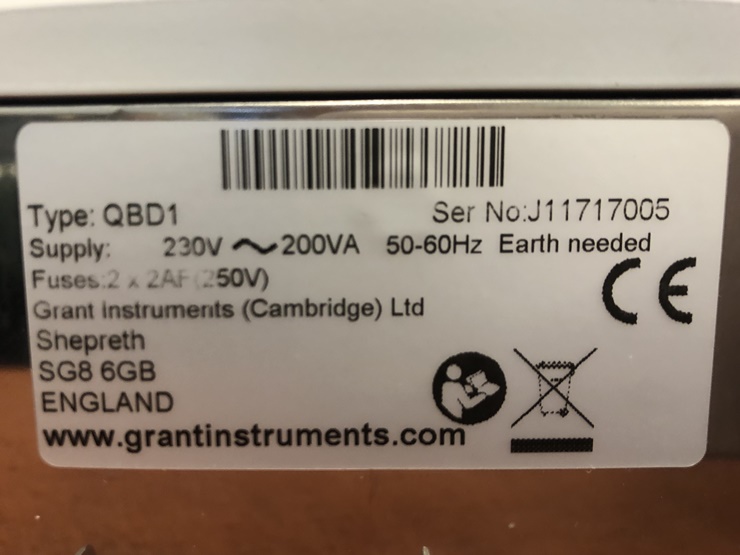 Type: QBD1 Ser No:J11717005
Supply: 230V ~ 200VA 50-60Hz Earth needed
Fuses:2 x 2AF (250V)
Grant Instruments (Cambridge) Ltd
Shepreth
SG8 6GB
ENGLAND
www.grantinstruments.com
CE